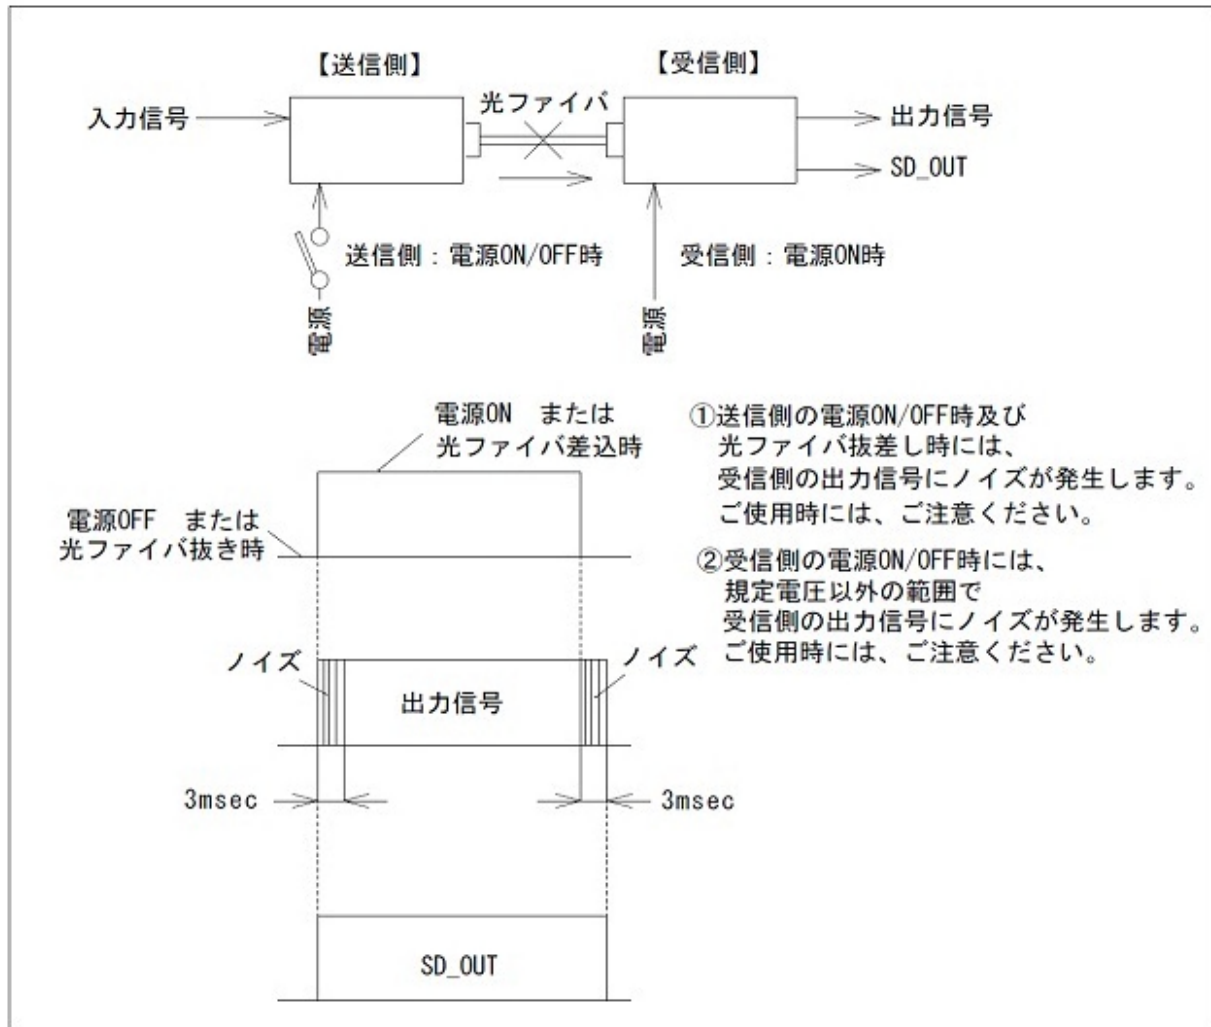 【送信側】
【受信側】
入力信号
光ファイバ
出力信号
SD_OUT
送信側：電源ON/OFF時
受信側：電源ON時
電源
電源
電源ON　または
光ファイバ差込時
電源OFF　または
光ファイバ抜き時
①送信側の電源ON/OFF時及び
光ファイバ抜差し時には、
受信側の出力信号にノイズが発生します。
ご使用時には、ご注意ください。
②受信側の電源ON/OFF時には、
規定電圧以外の範囲で
受信側の出力信号にノイズが発生します。
ご使用時には、ご注意ください。
ノイズ
ノイズ
出力信号
3msec
3msec
SD_OUT